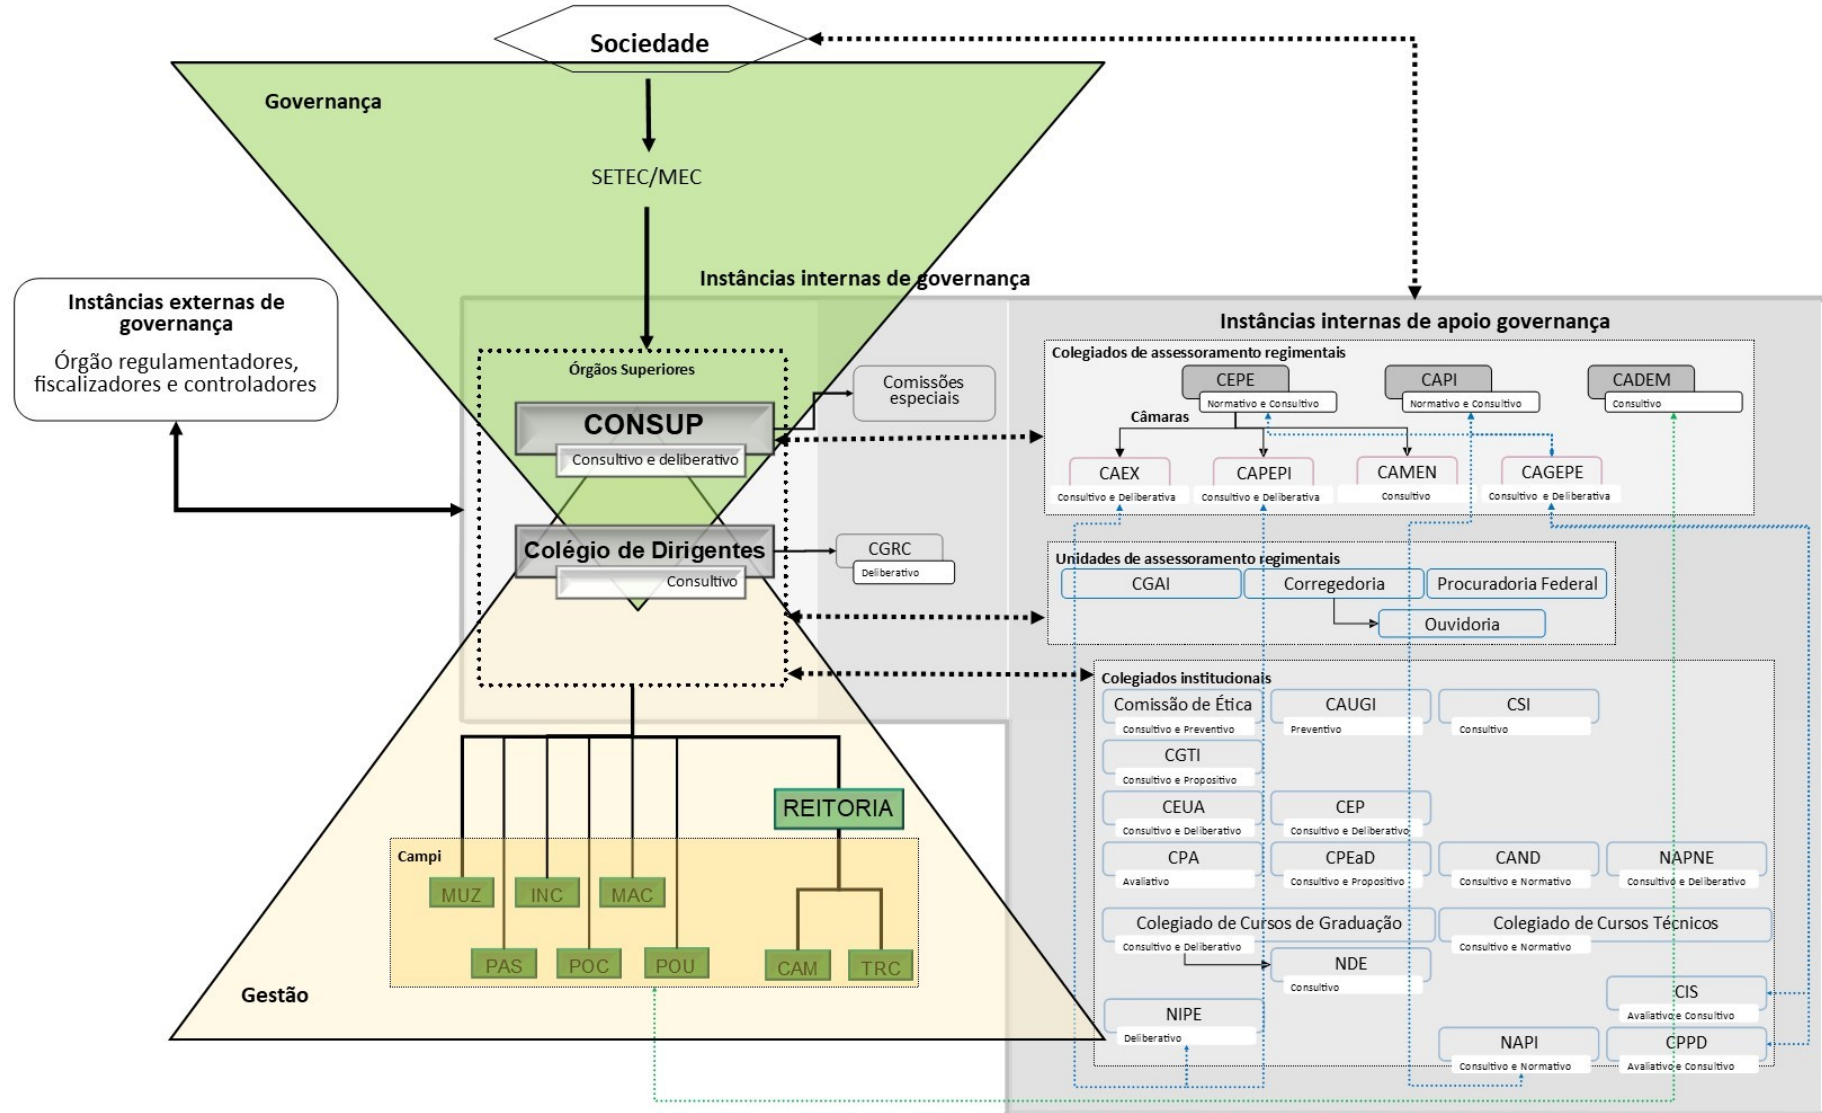 Sociedade
Governança
SETEC/MEC
Instâncias internas de governança
Instâncias externas de
governança
Órgão regulamentadores,
fiscalizadores e controladores
Órgãos Superiores
CONSUP
Consultivo e deliberativo
Comissões
especiais
Colégio de Dirigentes
Consultivo
CGRC
Deliberativo
Instâncias internas de apoio governança
Colegiados de assessoramento regimentais
CEPE
Normativo e Consultivo
CAPI
Normativo e Consultivo
CADEM
Consultivo
Câmaras
CAEX
Consultivo e Deliberativa
CAPEPI
Consultivo e Deliberativa
CAMEN
Consultivo
CAGEPE
Consultivo e Deliberativa
Unidades de assessoramento regimentais
CGAI
Corregedoria
Procuradoria Federal
Ouvidoria
Colegiados institucionais
Comissão de Ética
Consultivo e Preventivo
CAUGI
Preventivo
CSI
Consultivo
CGTI
Consultivo e Propositivo
CEUA
Consultivo e Deliberativo
CEP
Consultivo e Deliberativo
CPA
Avaliativo
CPEaD
Consultivo e Propositivo
CAND
Consultivo e Normativo
NAPNE
Consultivo e Deliberativo
Colegiado de Cursos de Graduação
Consultivo e Deliberativo
Colegiado de Cursos Técnicos
Consultivo e Normativo
NDE
Consultivo
CIS
Avaliativo e Consultivo
NIPE
Deliberativo
NAPI
Consultivo e Normativo
CPPD
Avaliativo e Consultivo
REITORIA
Campi
MUZ
INC
MAC
PAS
POC
POU
CAM
TRC
Gestão